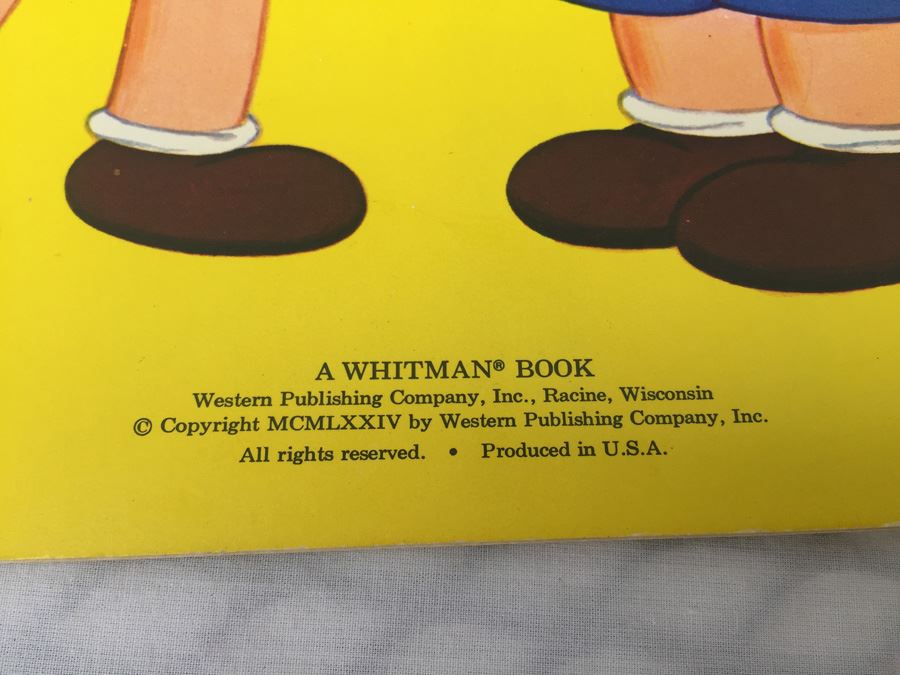 A WHITMAN® BOOK
Western Publishing Company, Inc., Racine, Wisconsin
© Copyright MCMLXXIV by Western Publishing Company, Inc.
All rights reserved. • Produced in U.S.A.